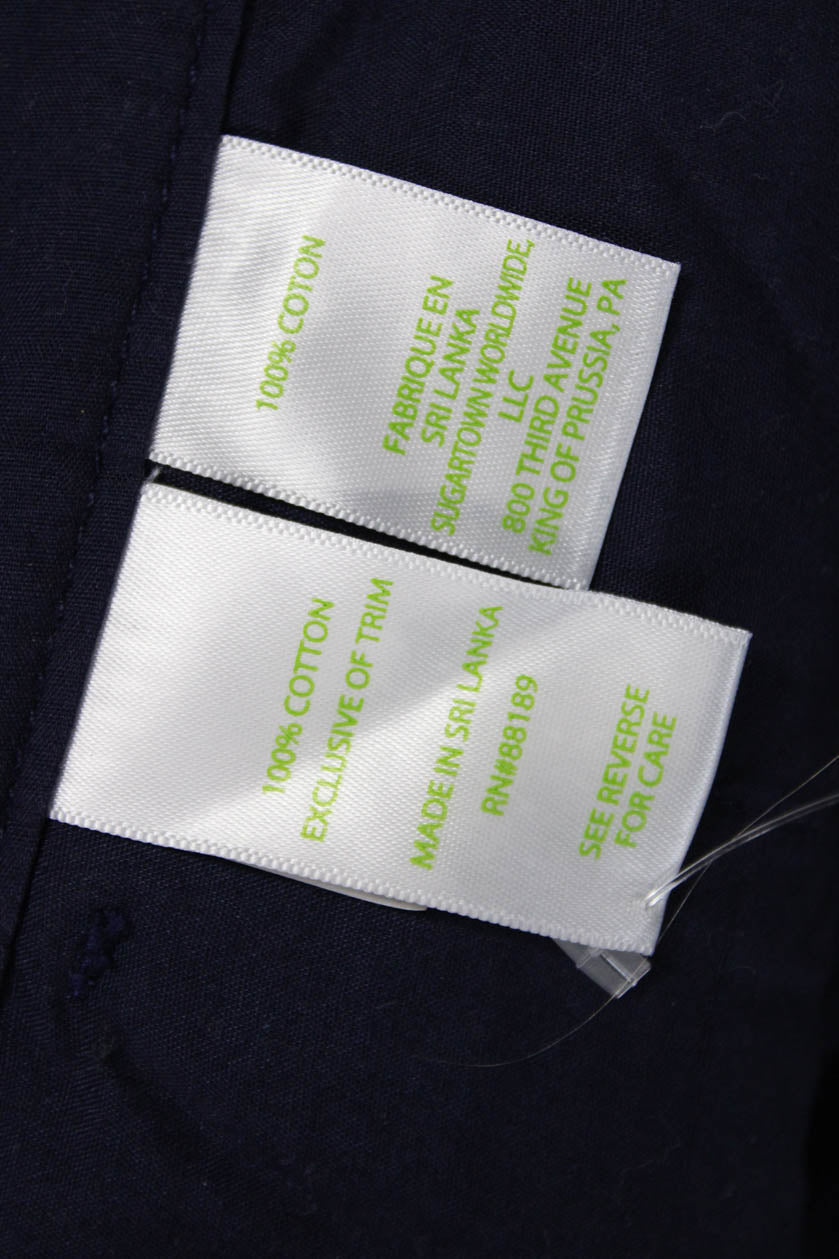 100% COTON
FABRIQUE EN
SRI LANKA
SUGARTOWN WORLDWIDE,
LLC
800 THIRD AVENUE
KING OF PRUSSIA, PA
100% COTTON
EXCLUSIVE OF TRIM
MADE IN SRI LANKA
RN#88189
SEE REVERSE
FOR CARE